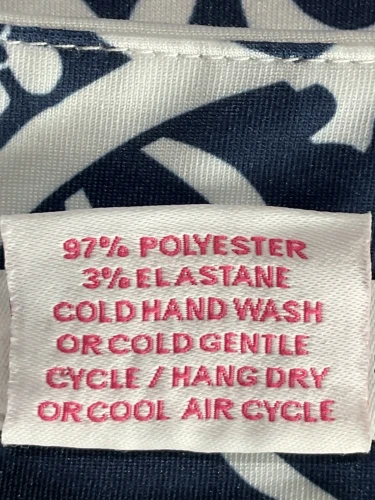 97% POLYESTER
3% ELASTANE
COLD HAND WASH
OR COLD GENTLE
CYCLE / HANG DRY
OR COOL AIR CYCLE